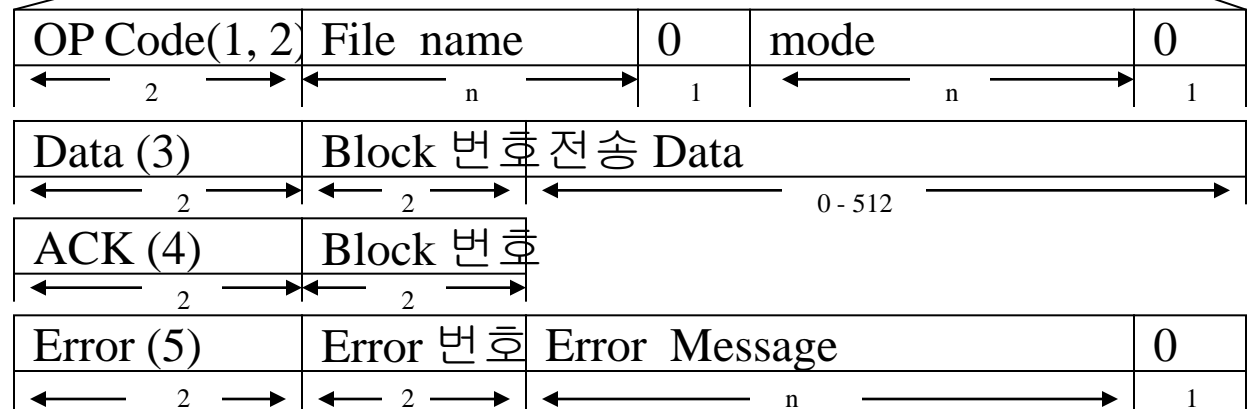 OP Code(1, 2) File name 0 mode 0
2 n 1 n 1
Data (3) Block 번호 전송 Data
2 2 0 - 512
ACK (4) Block 번호
2 2
Error (5) Error 번호 Error Message 0
2 2 n 1